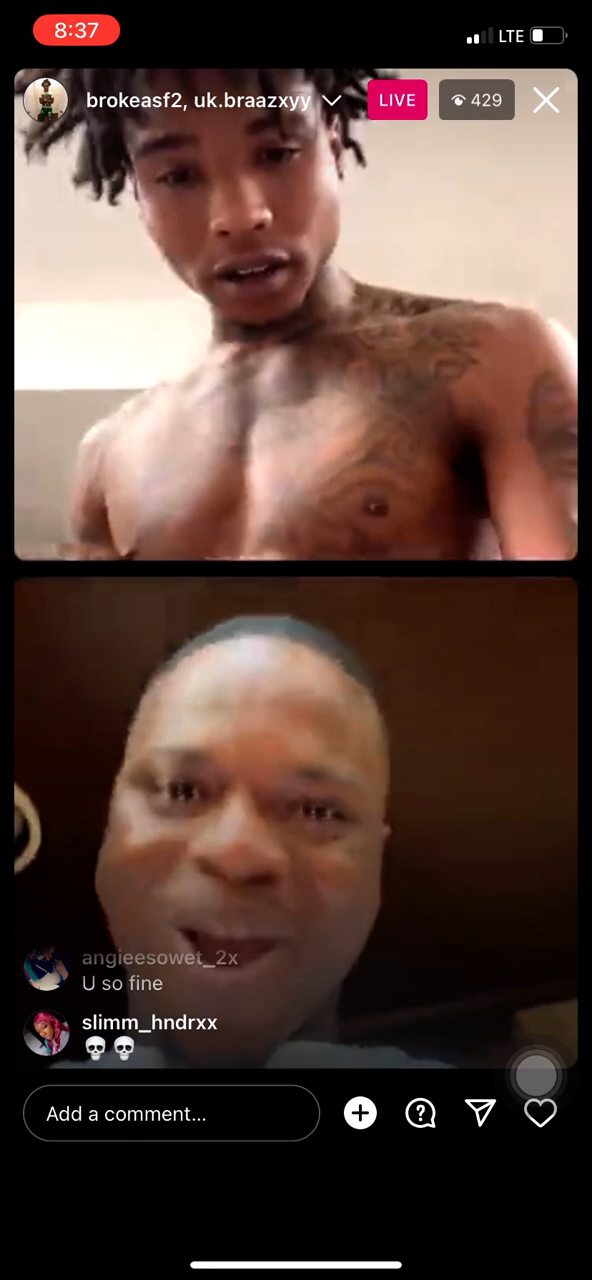 8:37
LTE
brokeasf2, uk.braazxyy
LIVE
429
angieesowet_2x
U so fine
slimm_hndrxx
💀💀
Add a comment...